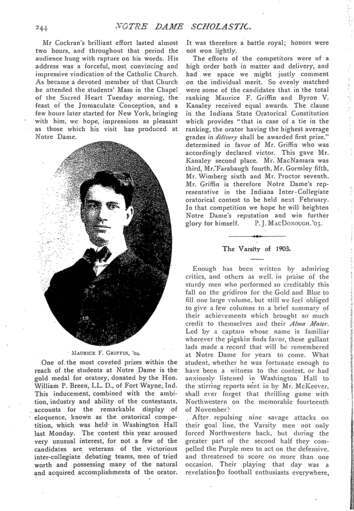 244
NOTRE DAME SCHOLASTIC.
Mr Cockran's brilliant effort lasted almost
two hours, and throughout that period the
audience hung with rapture on his words. His
address was a forceful, most convincing and
impressive vindication of the Catholic Church.
As became a devoted member of that Church
he attended the students' Mass in the Chapel
of the Sacred Heart Tuesday morning, the
feast of the Immaculate Conception, and a
few hours later started for New York, bringing
with him, we hope, impressions as pleasant
as those which his visit has produced at
Notre Dame.
MAURICE F. GRIFFIN, '04.
One of the most coveted prizes within the
reach of the students at Notre Dame is the
gold medal for oratory, donated by the Hon.
William P. Breen, LL. D., of Fort Wayne, Ind.
This inducement, combined with the ambi-
tion, industry and ability of the contestants,
accounts for the remarkable display of
eloquence, known as the oratorical compe-
tition, which was held in Washington Hall
last Monday. The contest this year aroused
very unusual interest, for not a few of the
candidates are veterans of the victorious
inter-collegiate debating teams, men of tried
worth and possessing many of the natural
and acquired accomplishments of the orator.
It was therefore a battle royal; honors were
not won lightly.
The efforts of the competitors were of a
high order both in matter and delivery, and
had we space we might justly comment
on the individual merit. So evenly matched
were some of the candidates that in the total
ranking Maurice F. Griffin and Byron V.
Kanaley received equal awards. The clause
in the Indiana State Oratorical Constitution
which provides "that in case of a tie in the
ranking, the orator having the highest average
grades in delivery shall be awarded first prize,"
determined in favor of Mr. Griffin who was
accordingly declared victor. This gave Mr.
Kanaley second place. Mr. MacNamara was
third, Mr. Farabaugh fourth, Mr. Gormley fifth,
Mr. Wimberg sixth and Mr. Proctor seventh.
Mr. Griffin is therefore Notre Dame's rep-
resentative in the Indiana Inter-Collegiate
oratorical contest to be held next February.
In that competition we hope he will heighten
Notre Dame's reputation and win further
glory for himself. P. J. MACDONOUGH, '03.
The Varsity of 1903.
Enough has been written by admiring
critics, and others as well, in praise of the
sturdy men who performed so creditably this
fall on the gridiron for the Gold and Blue to
fill one large volume, but still we feel obliged
to give a few columns to a brief summary of
their achievements which brought so much
credit to themselves and their Alma Mater.
Led by a captain whose name is familiar
wherever the pigskin finds favor, these gallant
lads made a record that will be remembered
at Notre Dame for years to come. What
student, whether he was fortunate enough to
have been a witness to the contest, or had
anxiously listened in Washington Hall to
the stirring reports sent in by Mr. McKeever,
shall ever forget that thrilling game with
Northwestern on the memorable fourteenth
of November?
After repulsing nine savage attacks on
their goal line, the Varsity men not only
forced Northwestern back, but during the
greater part of the second half they com-
pelled the Purple men to act on the defensive,
and threatened to score on more than one
occasion. Their playing that day was a
revelation to football enthusiasts everywhere,